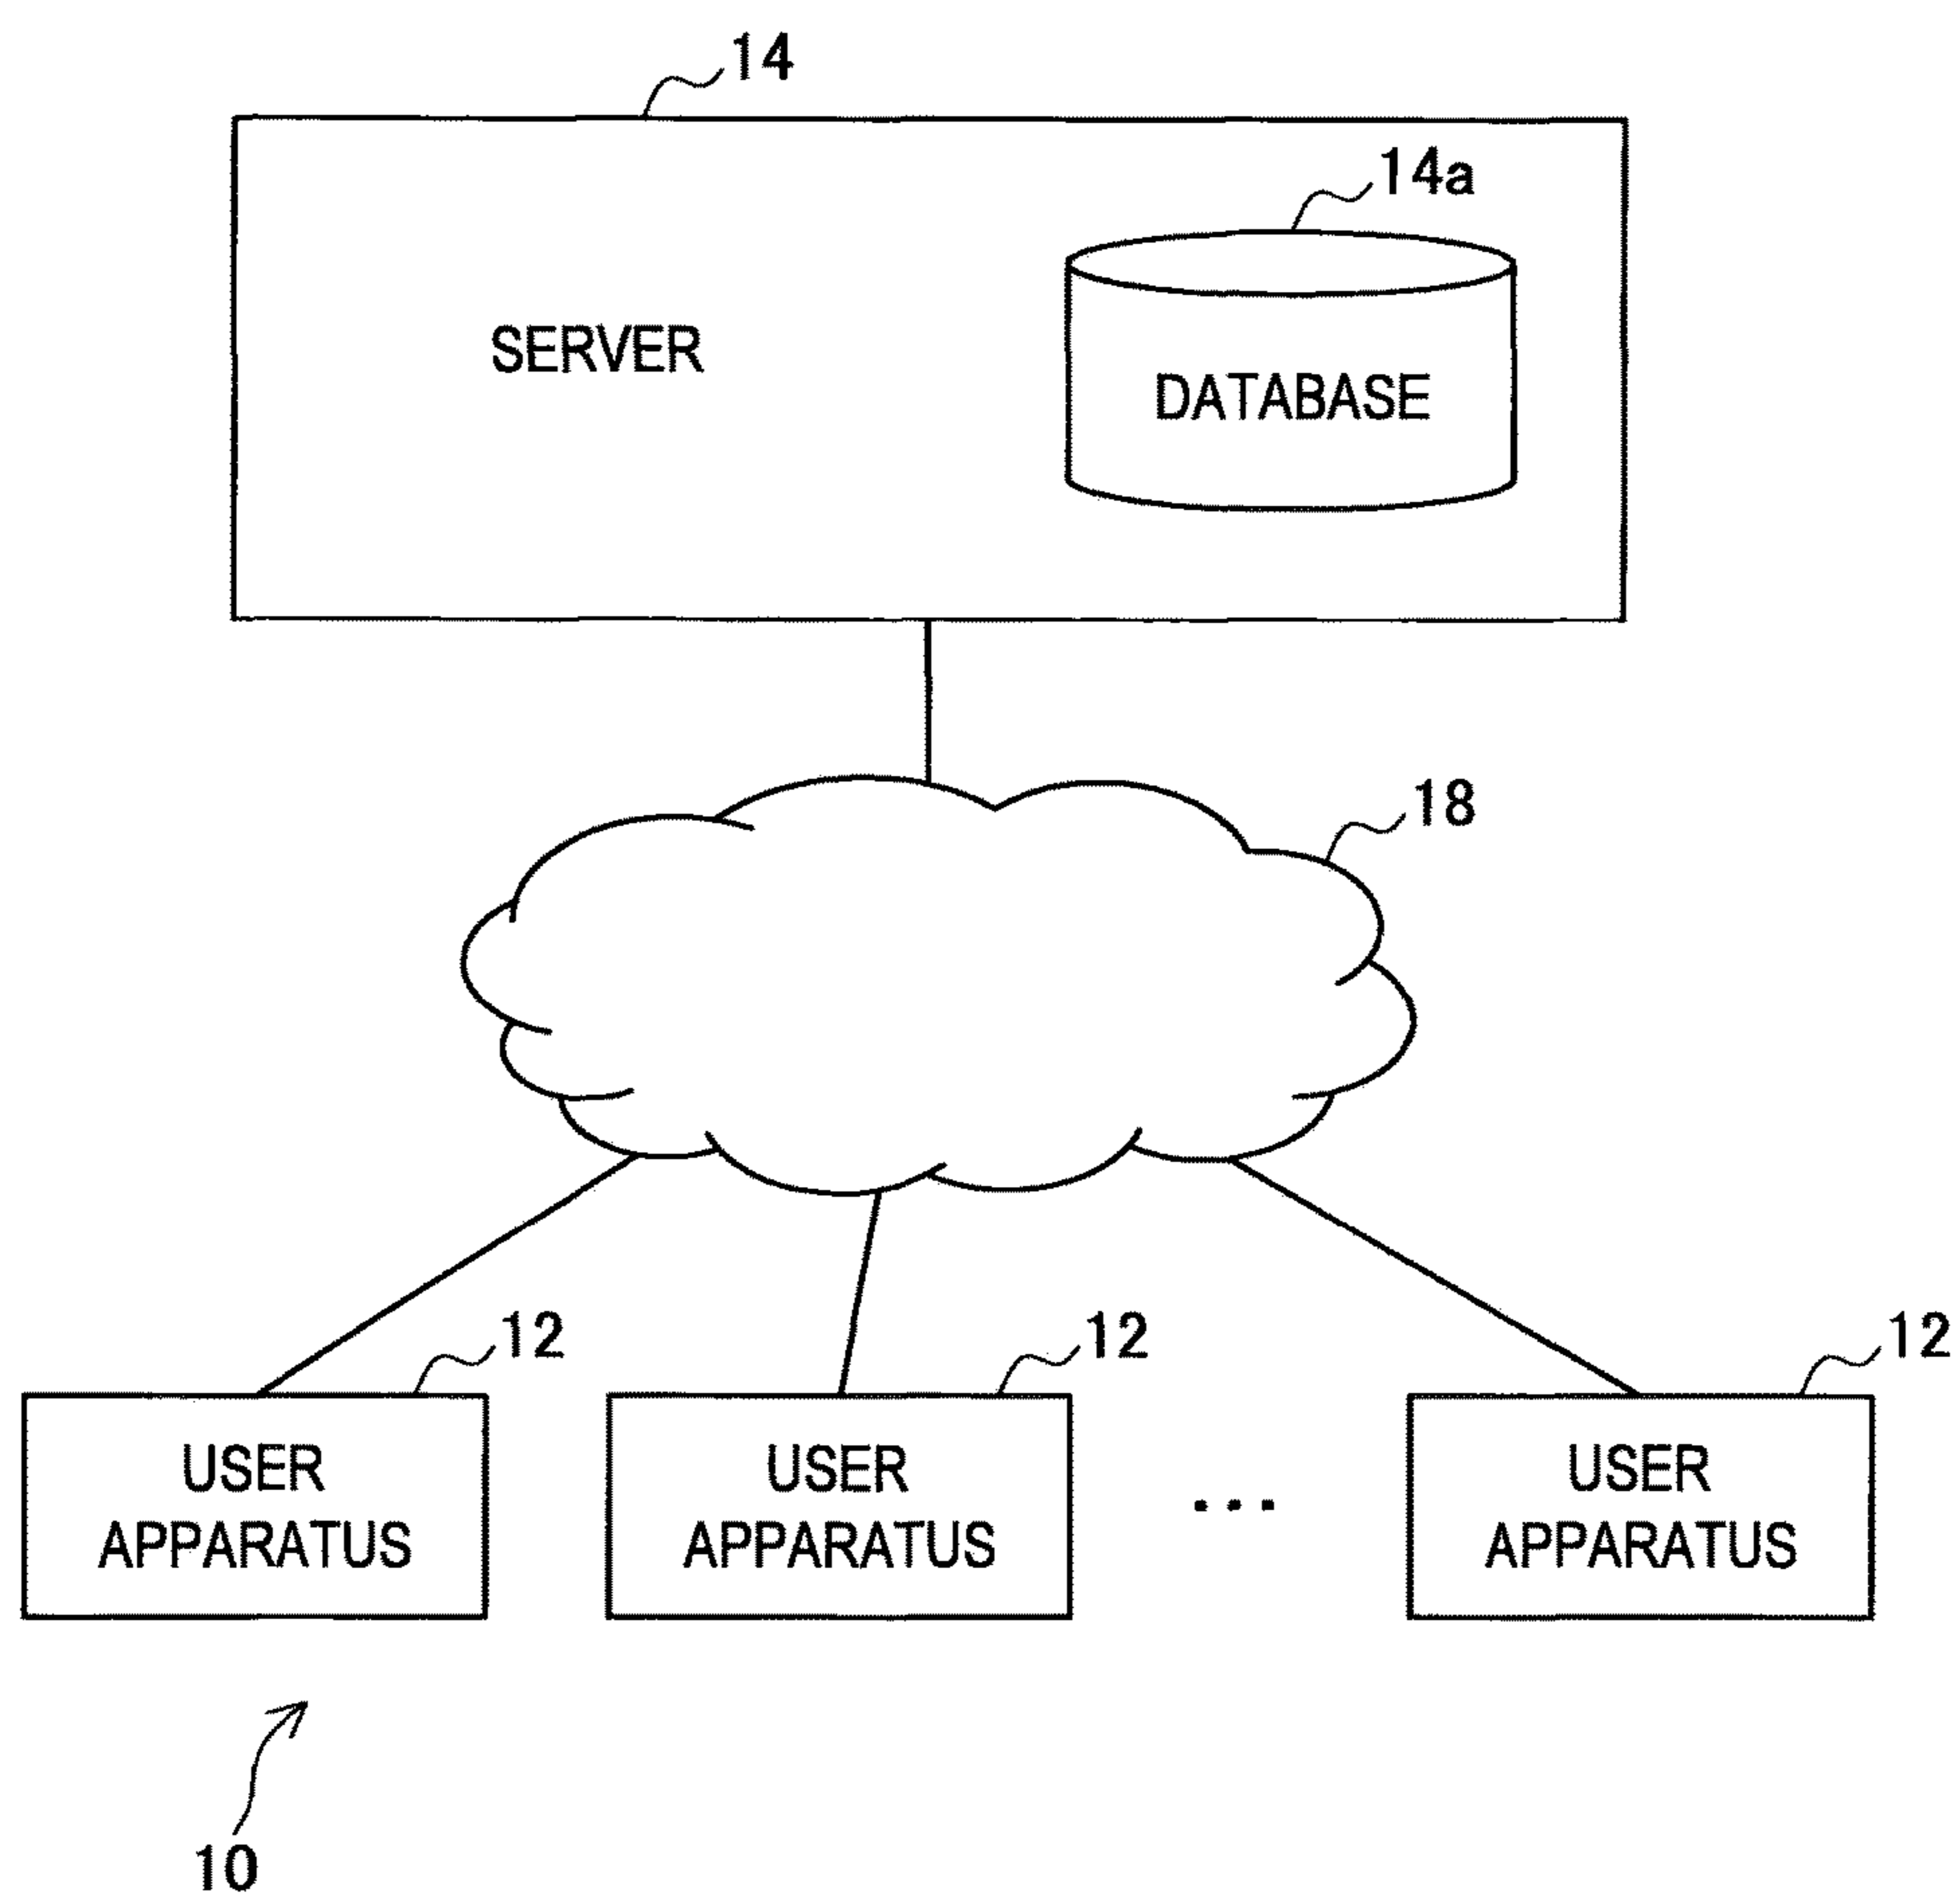 14
14a
SERVER
DATABASE
18
12
12
12
USER
APPARATUS
USER
APPARATUS
...
USER
APPARATUS
10